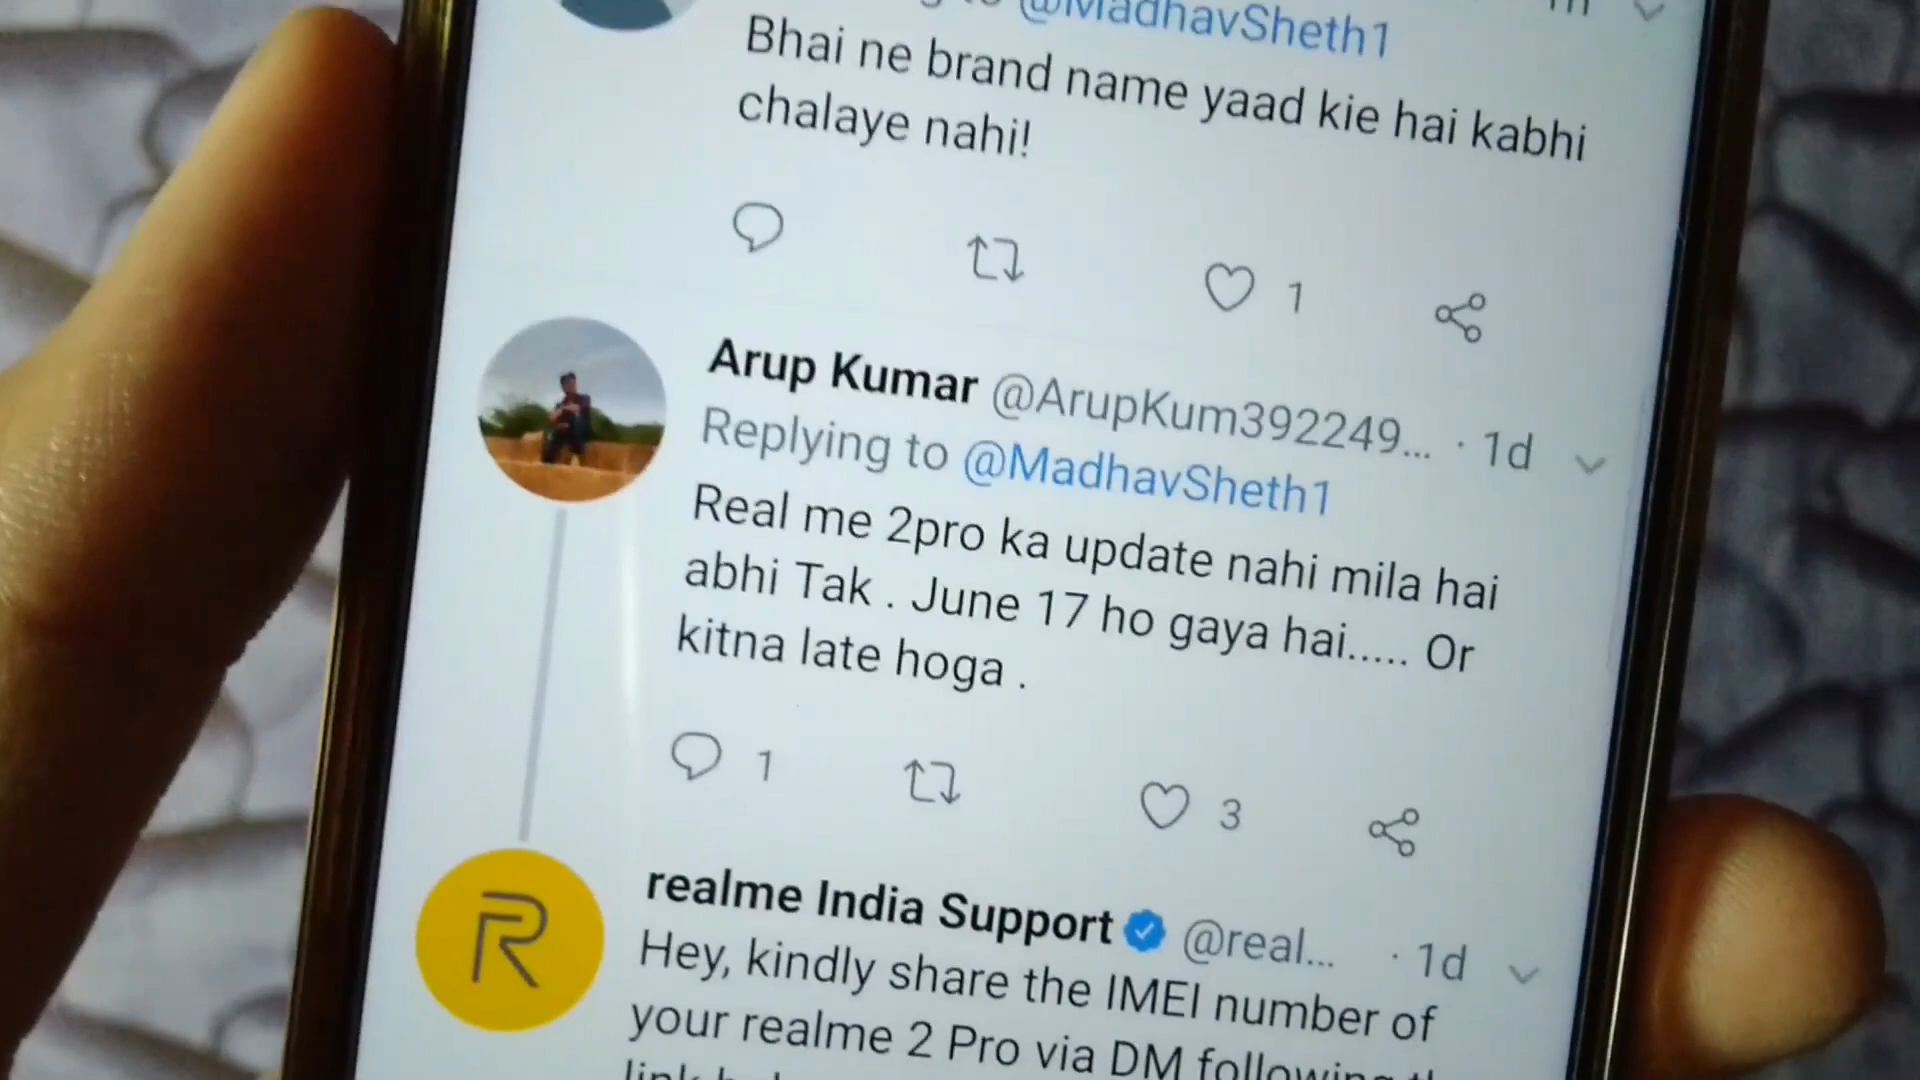 @MadhavSheth1
Bhai ne brand name yaad kie hai kabhi
chalaye nahi!
1
Arup Kumar @ArupKum392249... · 1d
Replying to @MadhavSheth1
Real me 2pro ka update nahi mila hai
abhi Tak . June 17 ho gaya hai..... Or
kitna late hoga .
1 3
realme India Support @real... · 1d
Hey, kindly share the IMEI number of
your realme 2 Pro via DM following